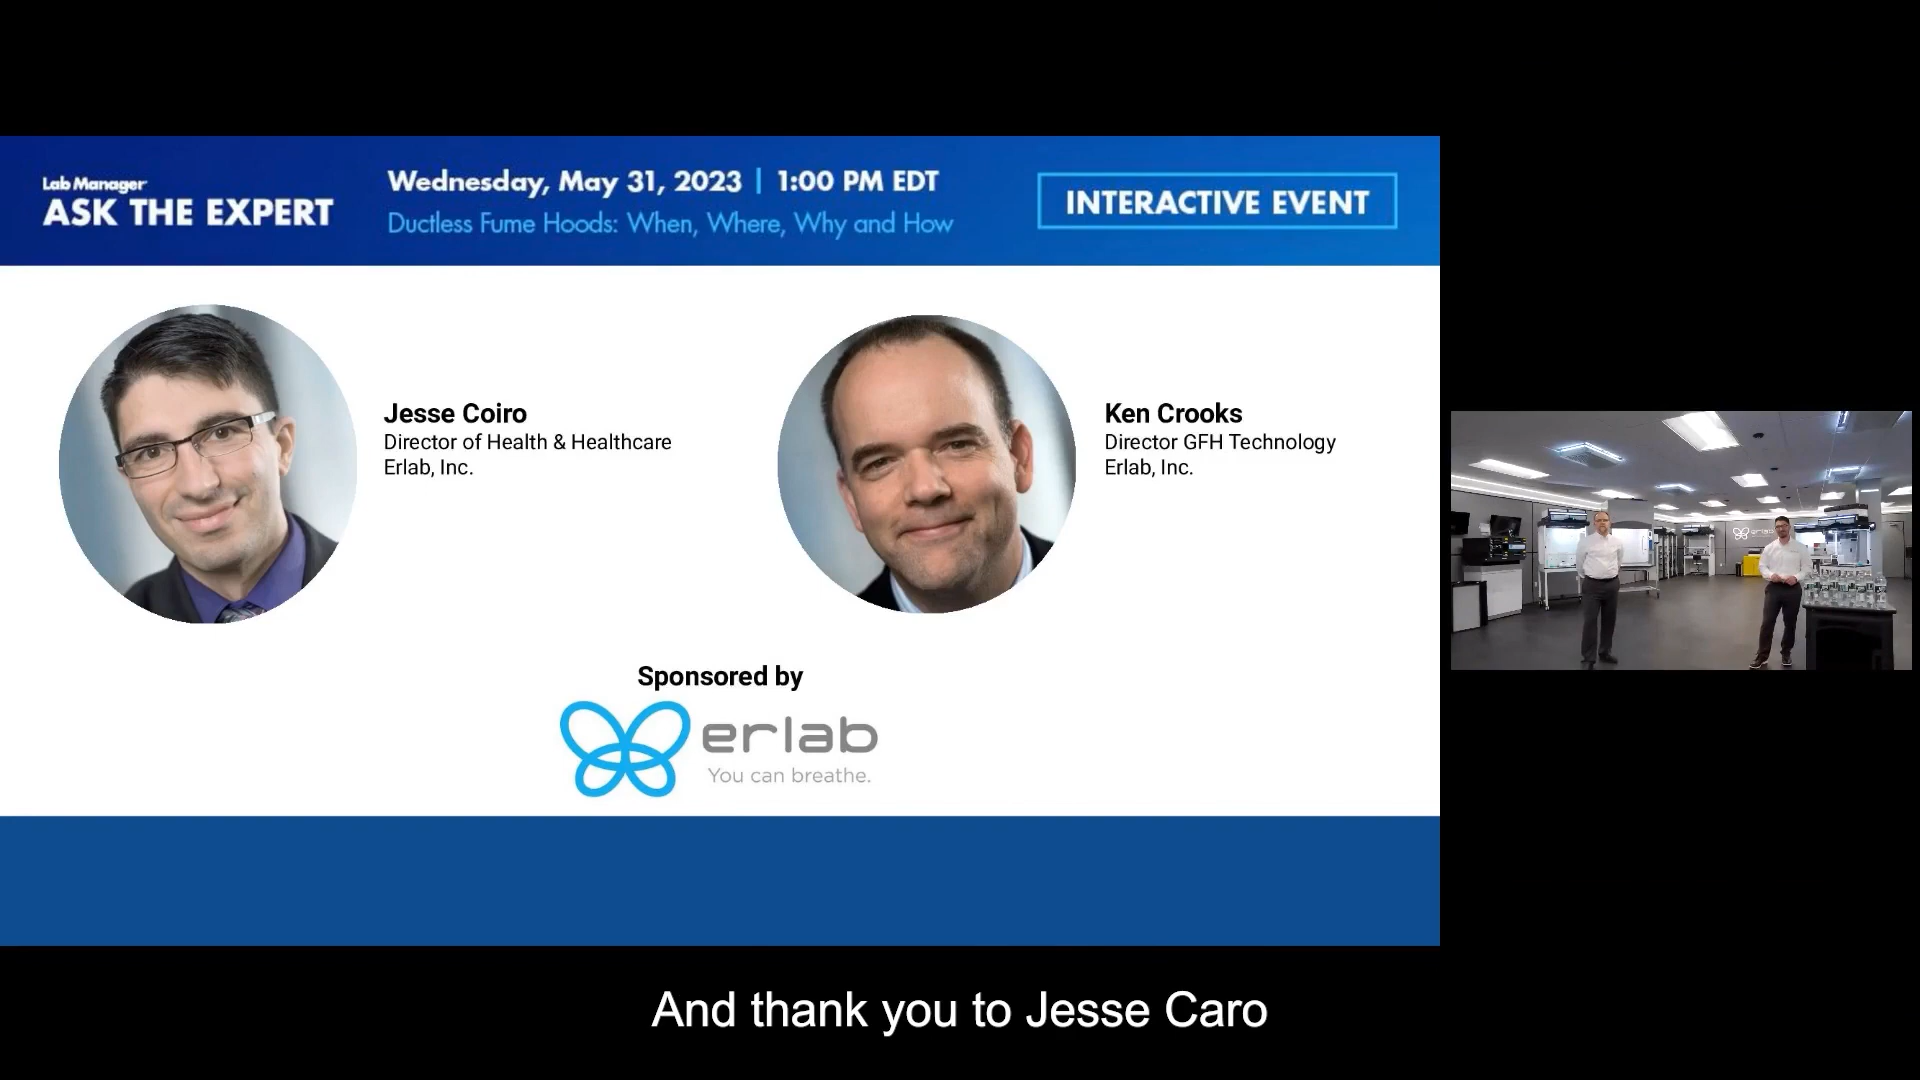 Lab Manager
ASK THE EXPERT
Wednesday, May 31, 2023 | 1:00 PM EDT
Ductless Fume Hoods: When, Where, Why and How
INTERACTIVE EVENT
Jesse Coiro
Director of Health & Healthcare
Erlab, Inc.
Ken Crooks
Director GFH Technology
Erlab, Inc.
Sponsored by
erlab
You can breathe.
erlab
And thank you to Jesse Caro